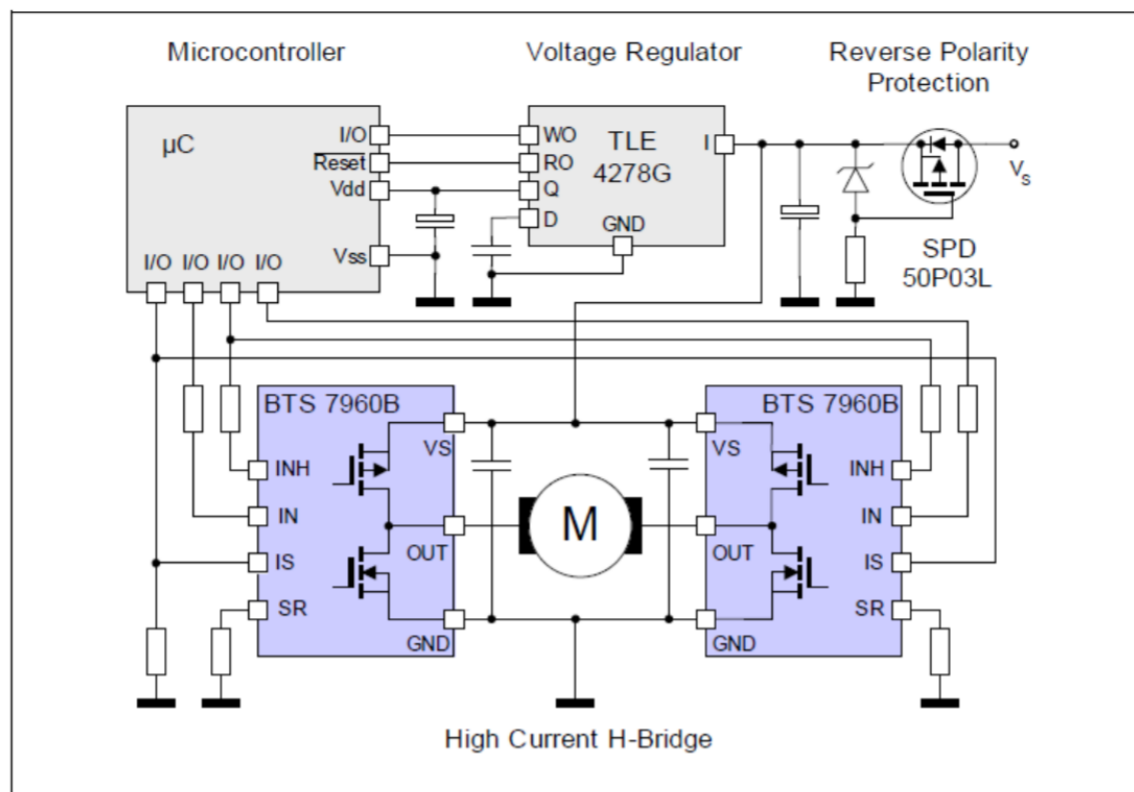 Microcontroller
Voltage Regulator
Reverse Polarity
Protection
µC
I/O
Reset
Vdd
Vss
I/O I/O I/O I/O
WO
RO
Q
D
TLE
4278G
I
GND
V_S
SPD
50P03L
BTS 7960B
VS
INH
IN
IS
SR
OUT
GND
M
BTS 7960B
VS
INH
IN
IS
SR
OUT
GND
High Current H-Bridge